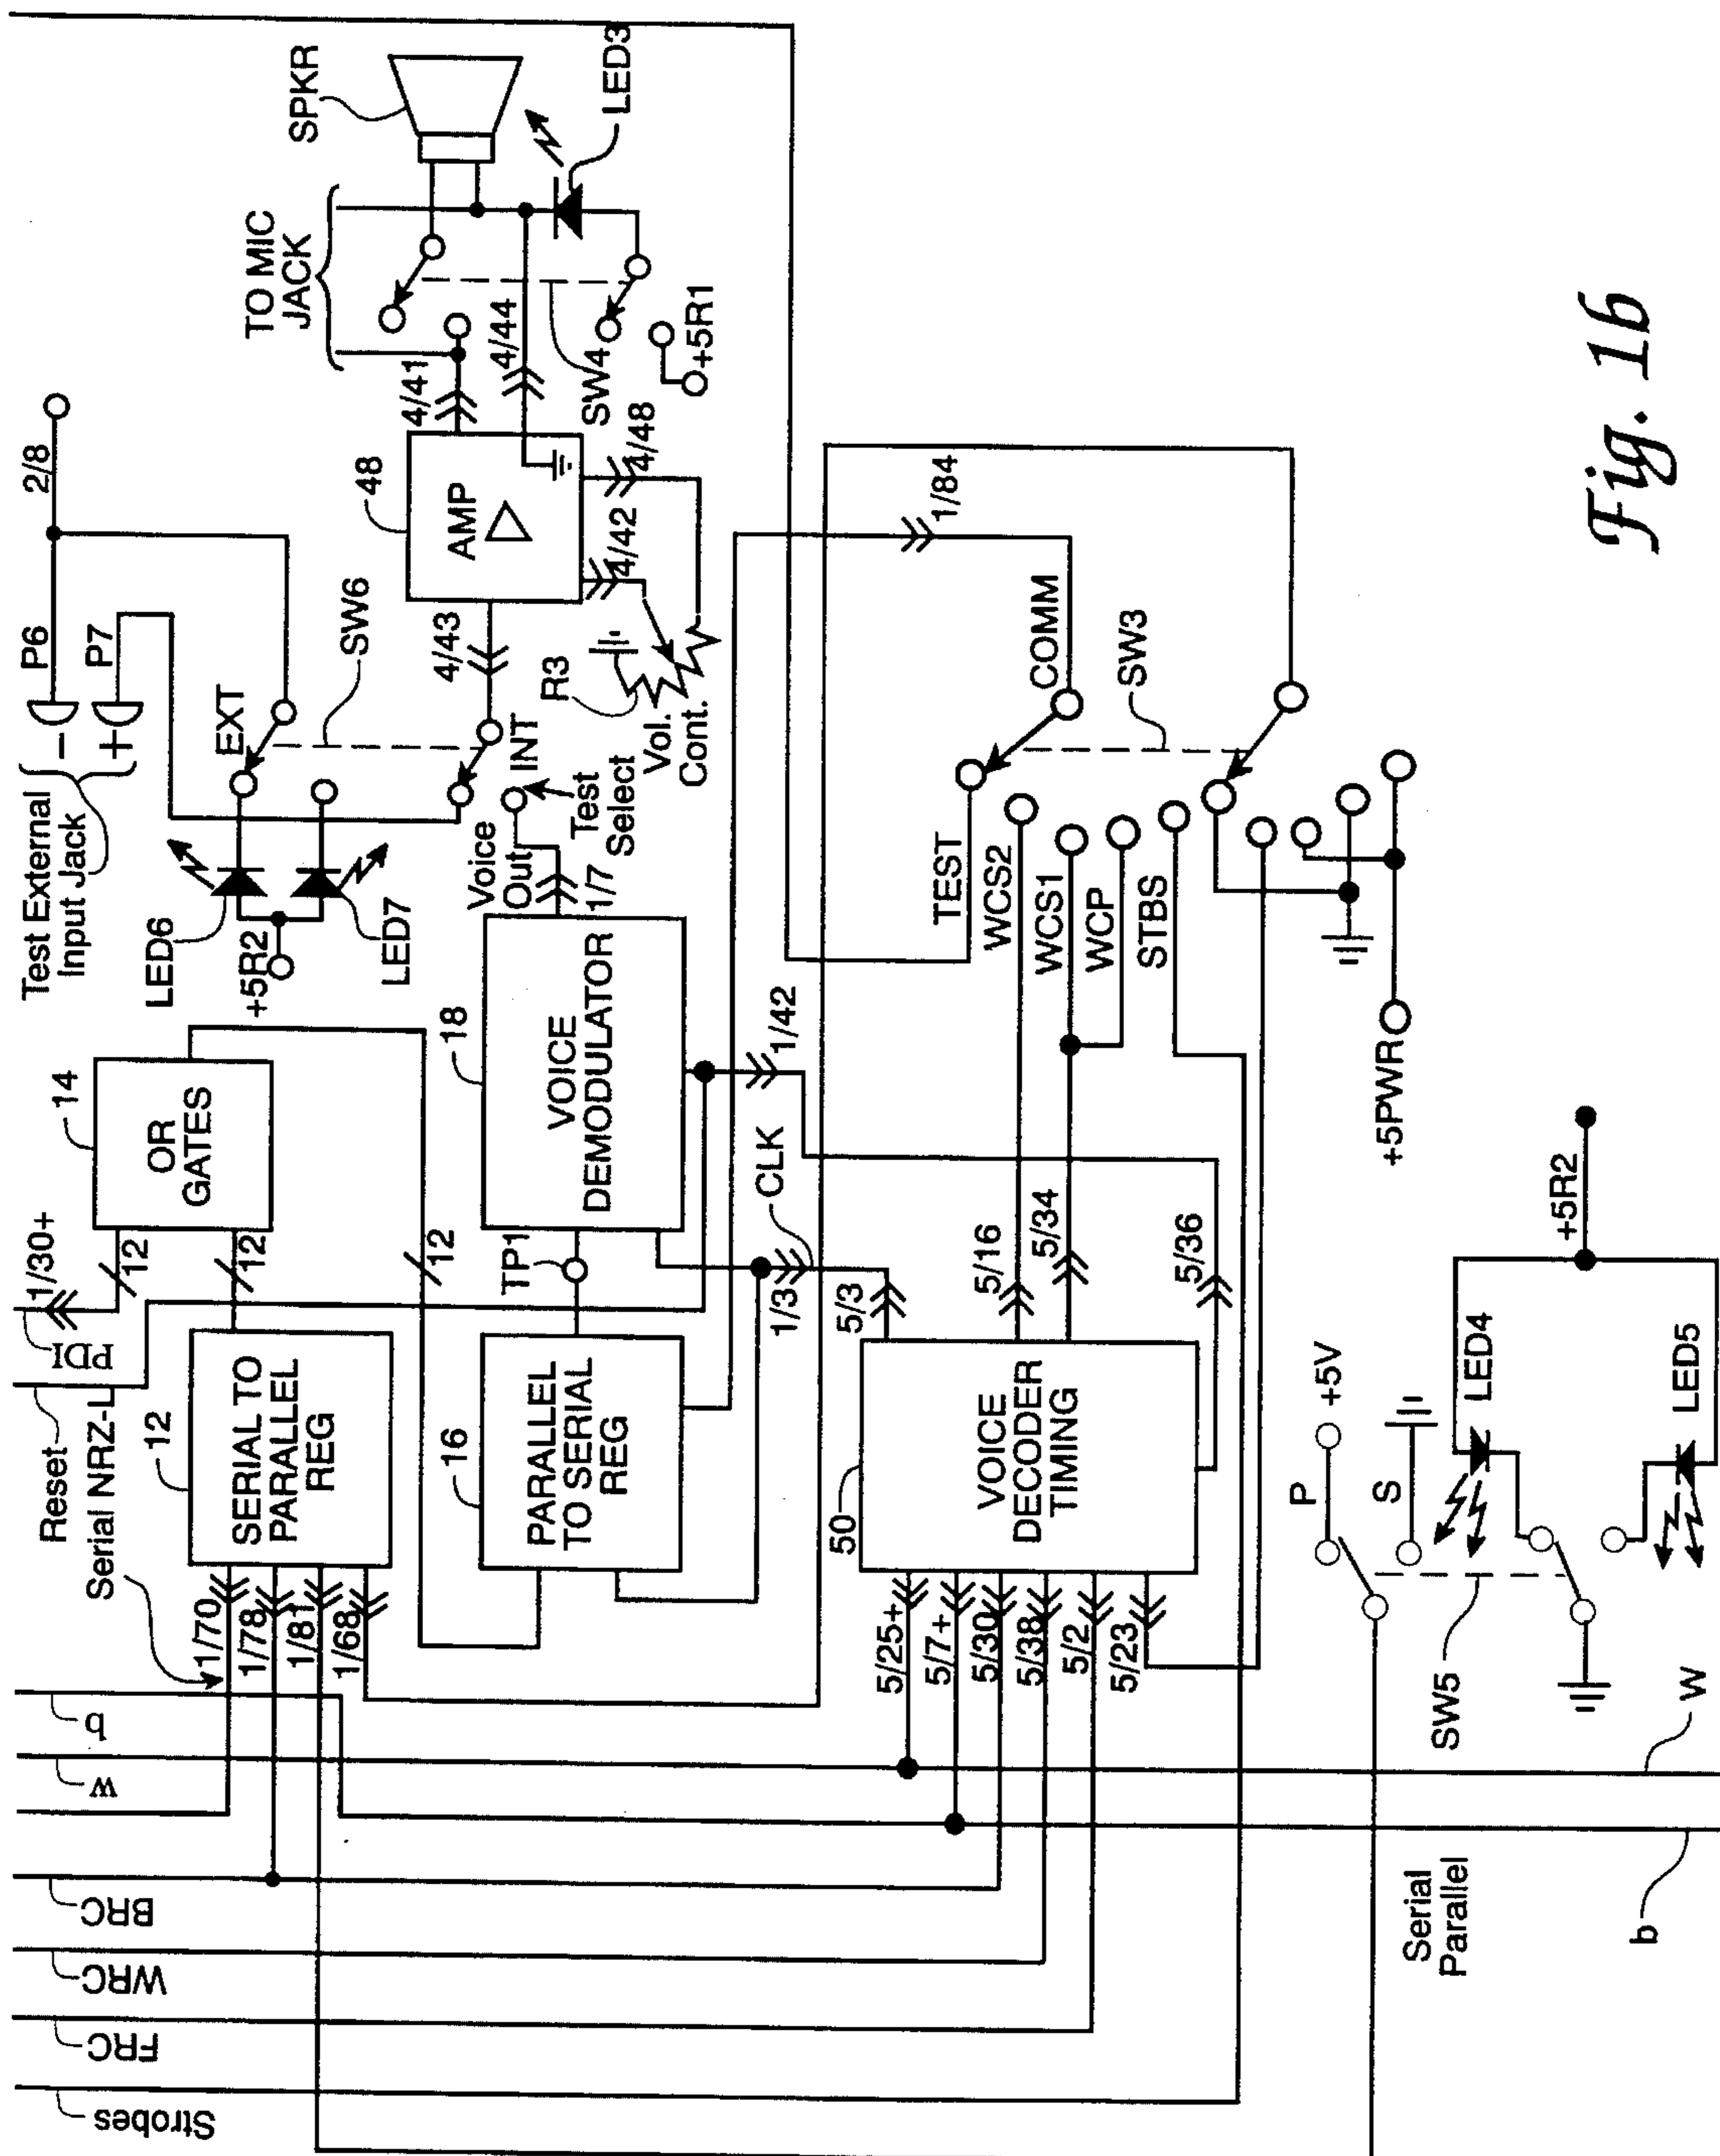 Strobes
FRC
WRC
BRC
w
b
Reset
PDI
Serial NRZ-L
1/30+
12
12
12
14
OR
GATES
12
SERIAL TO
PARALLEL
REG
1/70
1/78
1/81
1/68
Test External
Input Jack
-
+
P6
P7
2/8
LED6
+5R2
LED7
EXT
SW6
INT
Test
Select
Voice
Out
1/7
18
VOICE
DEMODULATOR
TP1
16
PARALLEL
TO SERIAL
REG
1/3
CLK
1/42
4/43
48
AMP
4/41
4/44
4/42
4/48
R3
Vol.
Cont.
TO MIC
JACK
SPKR
LED3
SW4
+5R1
1/84
COMM
SW3
TEST
WCS2
WCS1
WCP
STBS
+5PWR
50
VOICE
DECODER
TIMING
5/3
5/16
5/34
5/36
5/25+
5/7+
5/30
5/38
5/2
5/23
P
+5V
S
SW5
LED4
LED5
+5R2
Serial
Parallel
W
b
Fig. 1b